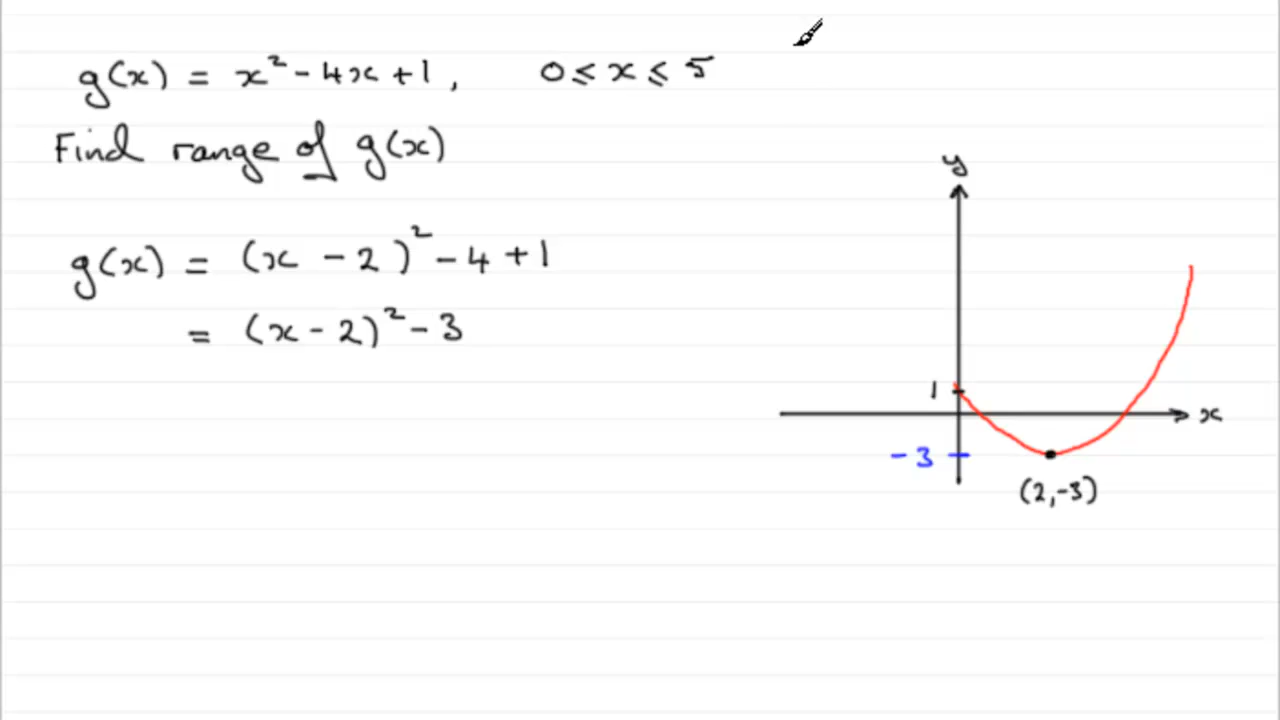 g(x) = x² - 4x + 1, 0 ≤ x ≤ 5
Find range of g(x)
g(x) = (x - 2)² - 4 + 1
= (x - 2)² - 3
y
1
x
-3
(2,-3)